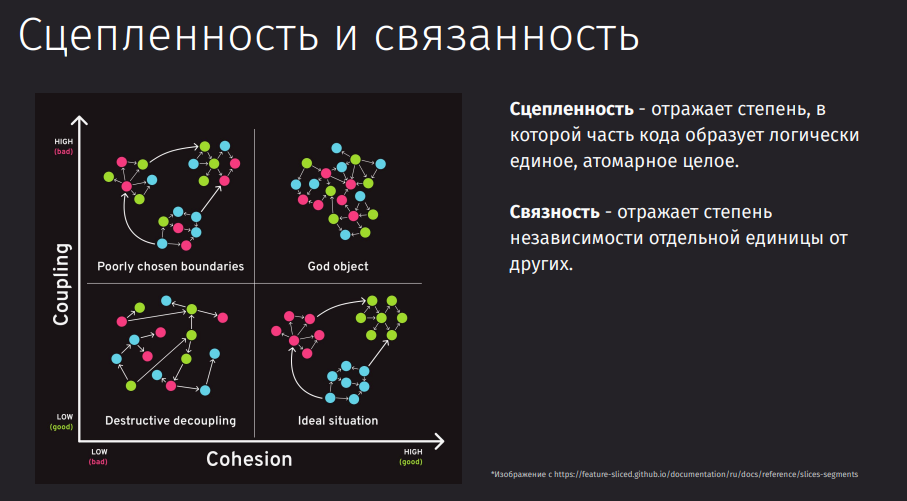 Сцепленность и связанность
HIGH
(bad)
Poorly chosen boundaries
God object
Coupling
Destructive decoupling
Ideal situation
LOW
(good)
LOW
(bad)
Cohesion
HIGH
(good)
Сцепленность - отражает степень, в
которой часть кода образует логически
единое, атомарное целое.
Связность - отражает степень
независимости отдельной единицы от
других.
*Изображение с https://feature-sliced.github.io/documentation/ru/docs/reference/slices-segments